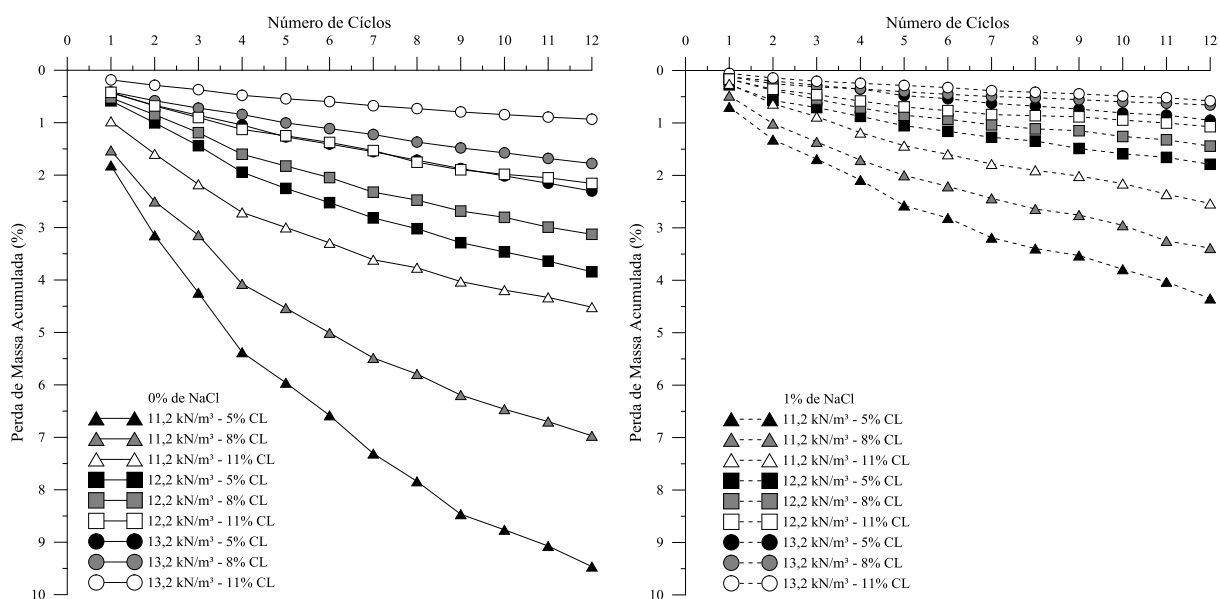 Número de Cíclos
0 1 2 3 4 5 6 7 8 9 10 11 12
0
1
2
3
4
5
6
7
8
9
10
Perda de Massa Acumulada (%)
0% de NaCl
11,2 kN/m³ - 5% CL
11,2 kN/m³ - 8% CL
11,2 kN/m³ - 11% CL
12,2 kN/m³ - 5% CL
12,2 kN/m³ - 8% CL
12,2 kN/m³ - 11% CL
13,2 kN/m³ - 5% CL
13,2 kN/m³ - 8% CL
13,2 kN/m³ - 11% CL
Número de Cíclos
0 1 2 3 4 5 6 7 8 9 10 11 12
0
1
2
3
4
5
6
7
8
9
10
Perda de Massa Acumulada (%)
1% de NaCl
11,2 kN/m³ - 5% CL
11,2 kN/m³ - 8% CL
11,2 kN/m³ - 11% CL
12,2 kN/m³ - 5% CL
12,2 kN/m³ - 8% CL
12,2 kN/m³ - 11% CL
13,2 kN/m³ - 5% CL
13,2 kN/m³ - 8% CL
13,2 kN/m³ - 11% CL